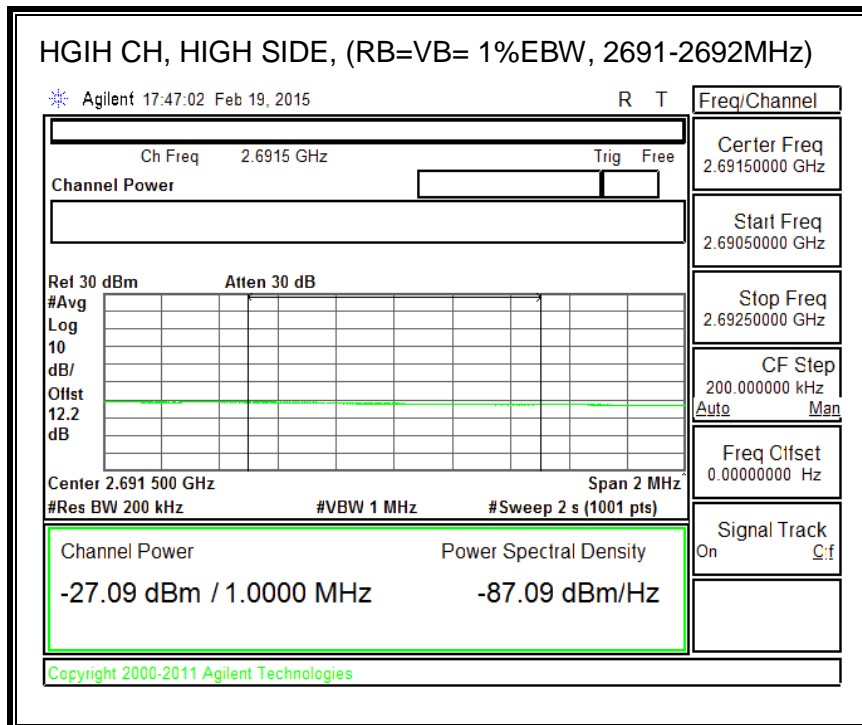 HGIH CH, HIGH SIDE, (RB=VB= 1%EBW, 2691-2692MHz)
Agilent 17:47:02 Feb 19, 2015 R T Freq/Channel
Ch Freq 2.6915 GHz Trig Free
Channel Power
Center Freq
2.69150000 GHz
Start Freq
2.69050000 GHz
Stop Freq
2.69250000 GHz
CF Step
200.000000 kHz
Auto Man
Freq Offset
0.00000000 Hz
Signal Track
On Off
Ref 30 dBm Atten 30 dB
#Avg
Log
10
dB/
Offst
12.2
dB
Center 2.691 500 GHz Span 2 MHz^
#Res BW 200 kHz #VBW 1 MHz #Sweep 2 s (1001 pts)
Channel Power Power Spectral Density
-27.09 dBm / 1.0000 MHz -87.09 dBm/Hz
Copyright 2000-2011 Agilent Technologies